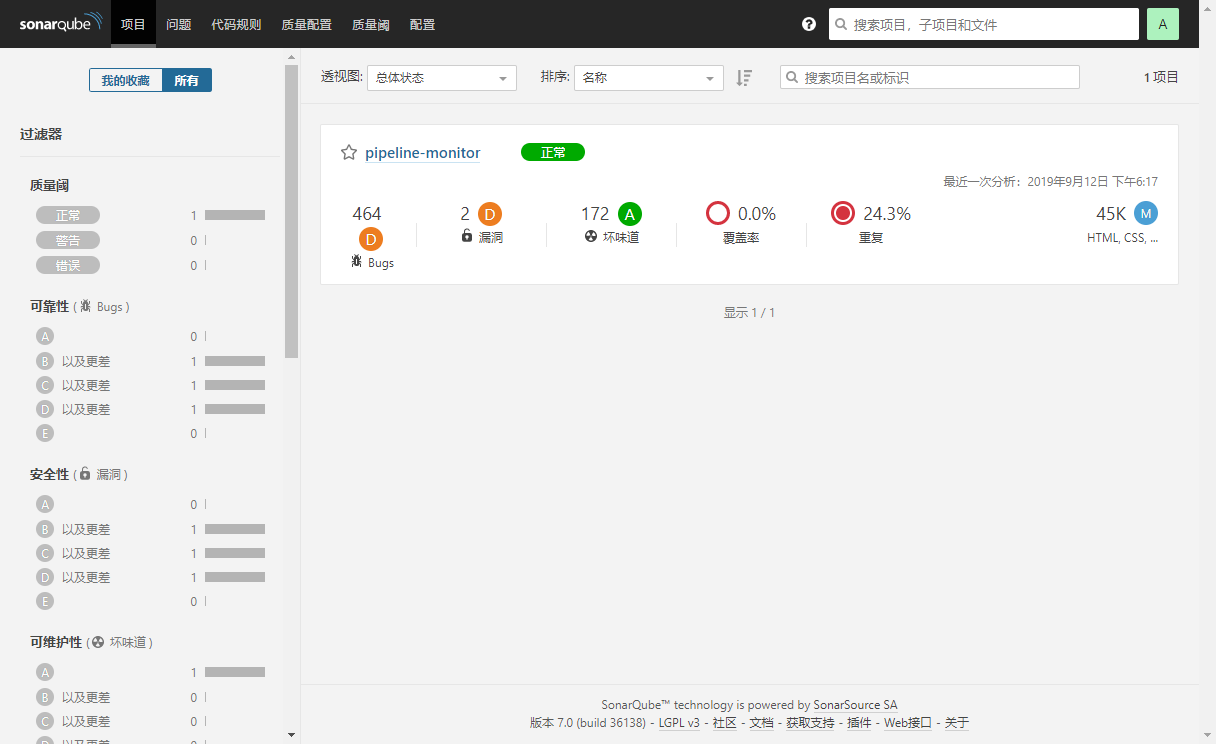 sonarqube 项目 问题 代码规则 质量配置 质量阈 配置 ? 搜索项目，子项目和文件 A
我的收藏 所有
透视图: 总体状态 排序: 名称 搜索项目名或标识 1 项目
过滤器
质量阈
正常 1
警告 0
错误 0
可靠性 ( Bugs )
A 0
B 以及更差 1
C 以及更差 1
D 以及更差 1
E 0
安全性 ( 漏洞 )
A 0
B 以及更差 1
C 以及更差 1
D 以及更差 1
E 0
可维护性 ( 坏味道 )
A 1
B 以及更差 0
C 以及更差 0
D 以及更差 0
pipeline-monitor 正常
最近一次分析: 2019年9月12日 下午6:17
464 D Bugs
2 D 漏洞
172 A 坏味道
0.0% 覆盖率
24.3% 重复
45K M HTML, CSS, ...
显示 1 / 1
SonarQube™ technology is powered by SonarSource SA
版本 7.0 (build 36138) - LGPL v3 - 社区 - 文档 - 获取支持 - 插件 - Web接口 - 关于